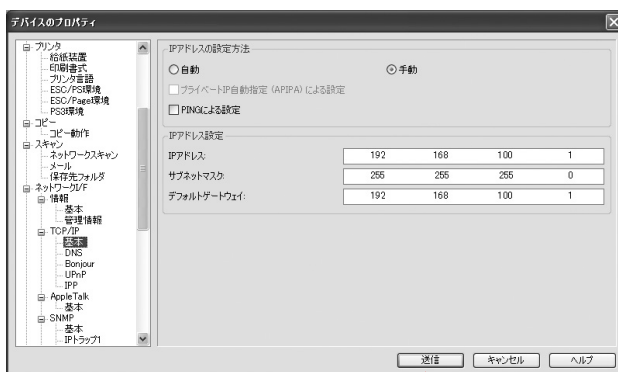 デバイスのプロパティ
プリンタ
給紙装置
印刷書式
プリンタ言語
ESC/PS環境
ESC/Page環境
PS3環境
コピー
コピー動作
スキャン
ネットワークスキャン
メール
保存先フォルダ
ネットワークI/F
情報
基本
管理情報
TCP/IP
基本
DNS
Bonjour
UPnP
IPP
AppleTalk
基本
SNMP
基本
IPトラップ1
IPアドレスの設定方法
自動 手動
プライベートIP自動指定 (APIPA) による設定
PINGによる設定
IPアドレス設定
IPアドレス: 192 168 100 1
サブネットマスク: 255 255 255 0
デフォルトゲートウェイ: 192 168 100 1
送信 キャンセル ヘルプ